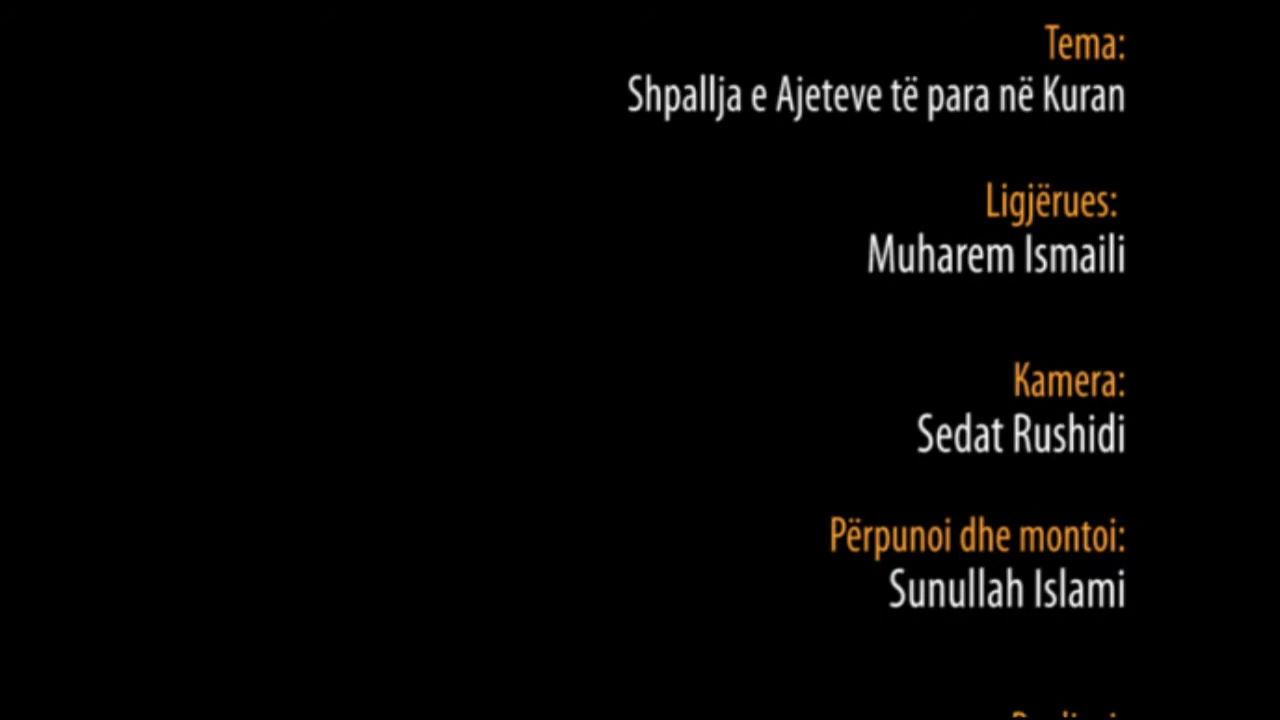 Tema:
Shpallja e Ajeteve të para në Kuran
Ligjërues:
Muharem Ismaili
Kamera:
Sedat Rushidi
Përpunoi dhe montoi:
Sunullah Islami